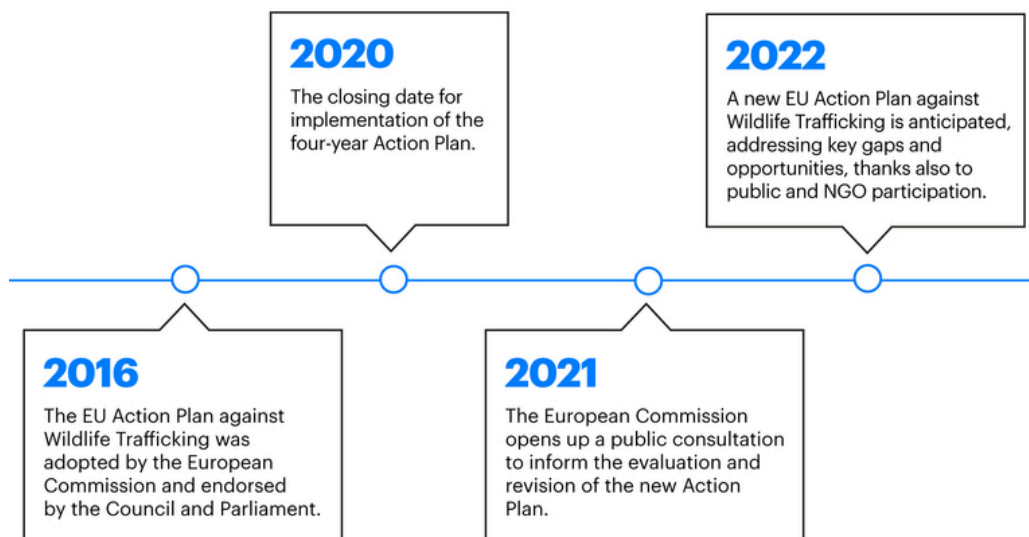 2020
The closing date for
implementation of the
four-year Action Plan.
2022
A new EU Action Plan against
Wildlife Trafficking is anticipated,
addressing key gaps and
opportunities, thanks also to
public and NGO participation.
2016
The EU Action Plan against
Wildlife Trafficking was
adopted by the European
Commission and endorsed
by the Council and Parliament.
2021
The European Commission
opens up a public consultation
to inform the evaluation and
revision of the new Action
Plan.